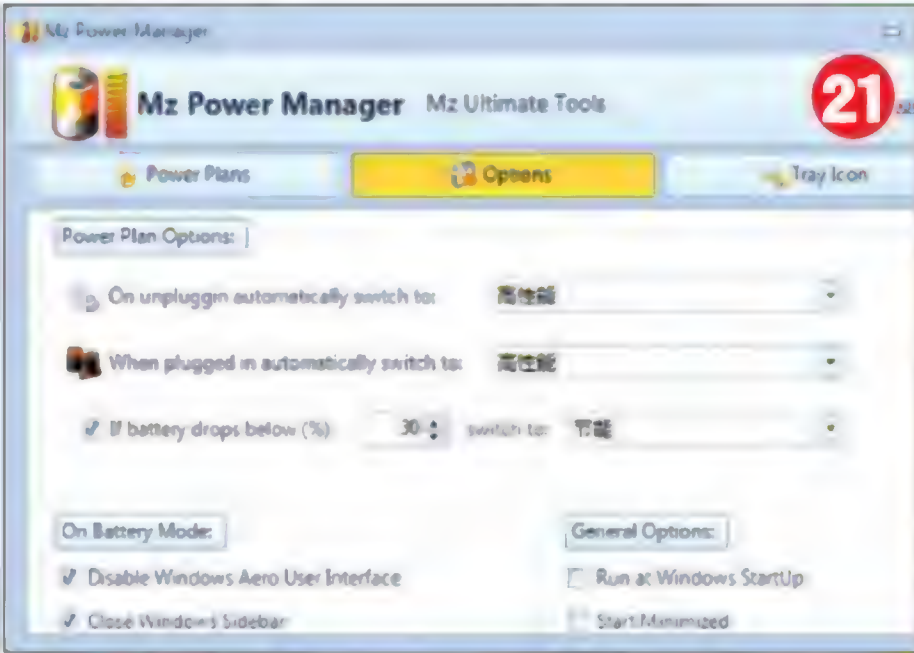 Mz Power Manager
Mz Power Manager Mz Ultimate Tools
21
Power Plans Options Tray Icon
Power Plan Options:
On unpluggin automatically switch to: 高性能
When plugged in automatically switch to: 高性能
If battery drops below (%) 30 switch to: 节能
On Battery Mode: General Options:
Disable Windows Aero User Interface Run at Windows StartUp
Close Windows Sidebar Start Minimized